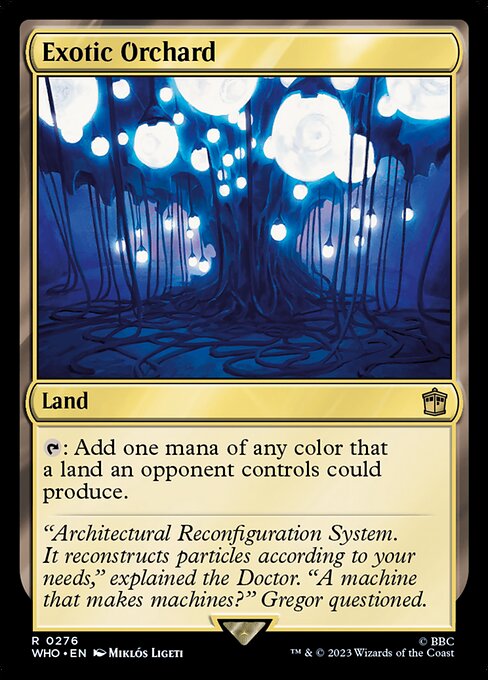 Exotic Orchard
Land
: Add one mana of any color that
a land an opponent controls could
produce.
“Architectural Reconfiguration System.
It reconstructs particles according to your
needs,” explained the Doctor. “A machine
that makes machines?” Gregor questioned.
R 0276
WHO • EN Miklós Ligeti
© BBC
™ & © 2023 Wizards of the Coast